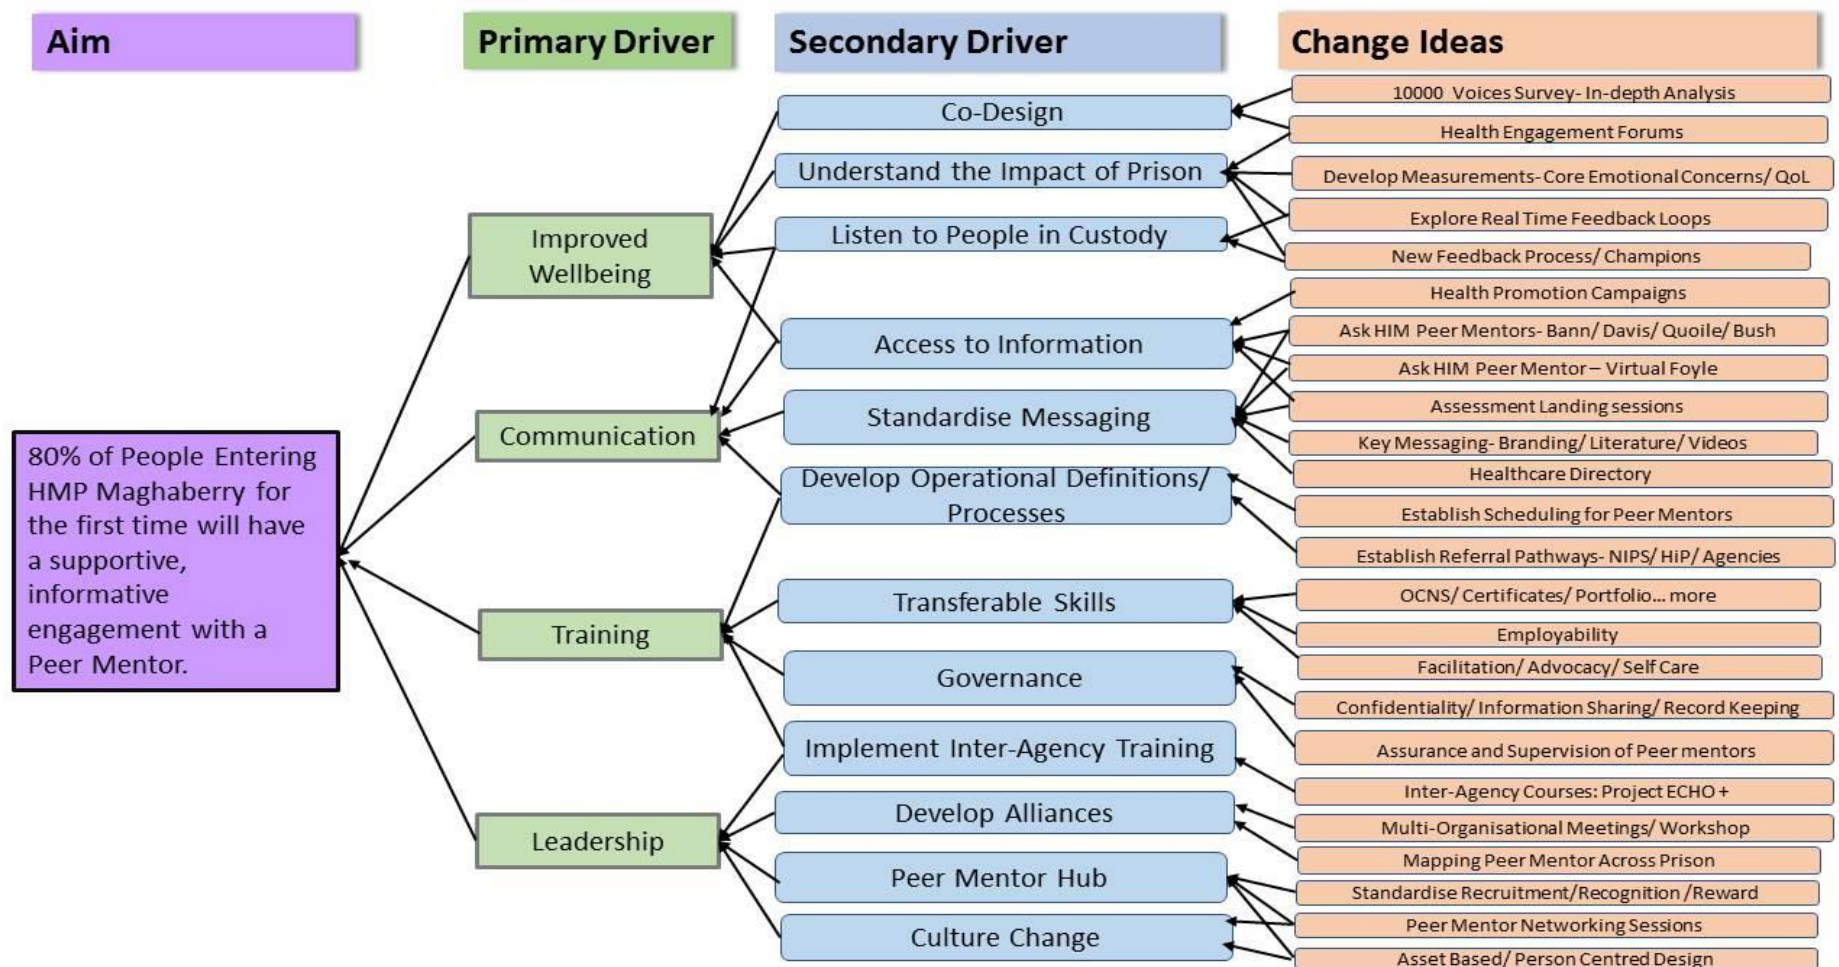 Aim
Primary Driver
Secondary Driver
Change Ideas
80% of People Entering
HMP Maghaberry for
the first time will have
a supportive,
informative
engagement with a
Peer Mentor.
Improved
Wellbeing
Communication
Training
Leadership
Co-Design
Understand the Impact of Prison
Listen to People in Custody
Access to Information
Standardise Messaging
Develop Operational Definitions/
Processes
Transferable Skills
Governance
Implement Inter-Agency Training
Develop Alliances
Peer Mentor Hub
Culture Change
10000 Voices Survey- In-depth Analysis
Health Engagement Forums
Develop Measurements- Core Emotional Concerns/ QoL
Explore Real Time Feedback Loops
New Feedback Process/ Champions
Health Promotion Campaigns
Ask HIM Peer Mentors- Bann/ Davis/ Quoile/ Bush
Ask HIM Peer Mentor – Virtual Foyle
Assessment Landing sessions
Key Messaging- Branding/ Literature/ Videos
Healthcare Directory
Establish Scheduling for Peer Mentors
Establish Referral Pathways- NIPS/ HiP/ Agencies
OCNS/ Certificates/ Portfolio... more
Employability
Facilitation/ Advocacy/ Self Care
Confidentiality/ Information Sharing/ Record Keeping
Assurance and Supervision of Peer mentors
Inter-Agency Courses: Project ECHO +
Multi-Organisational Meetings/ Workshop
Mapping Peer Mentor Across Prison
Standardise Recruitment/Recognition /Reward
Peer Mentor Networking Sessions
Asset Based/ Person Centred Design